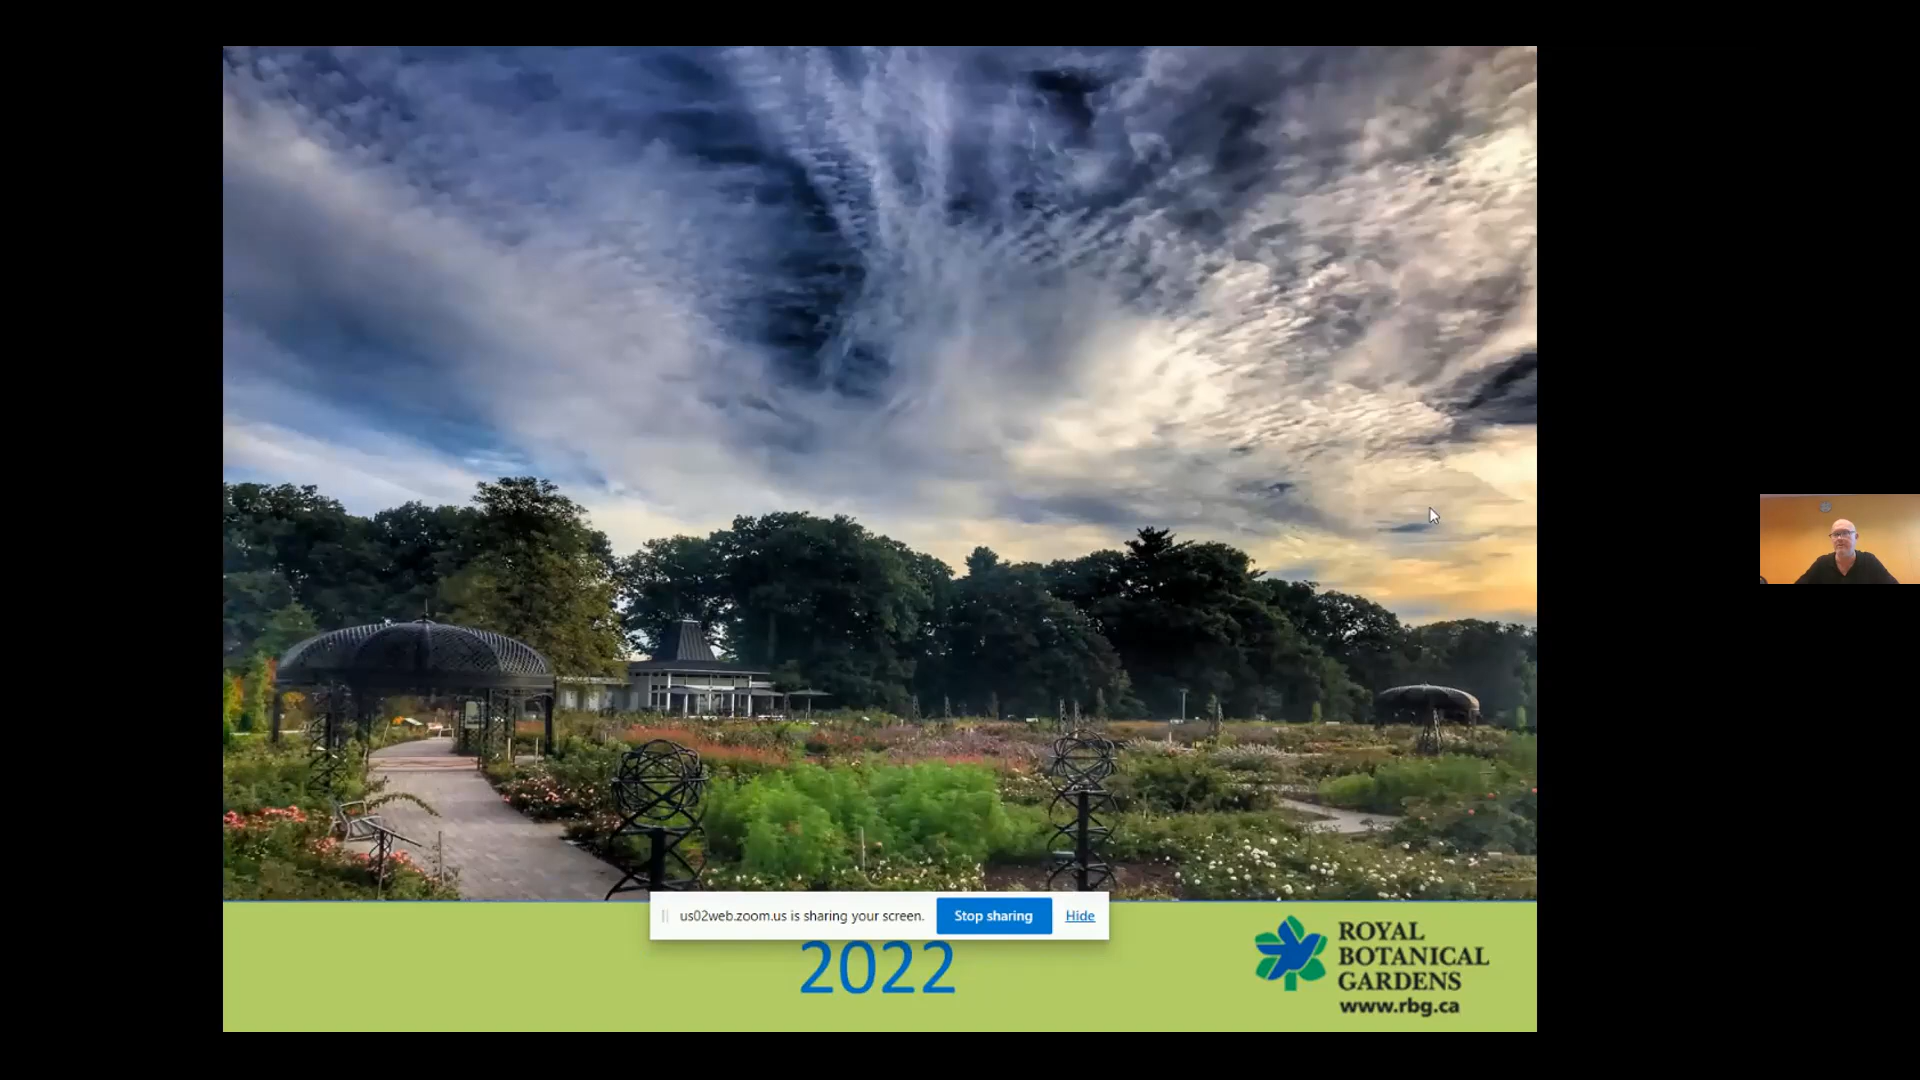 us02web.zoom.us is sharing your screen. Stop sharing Hide
2022
ROYAL
BOTANICAL
GARDENS
www.rbg.ca